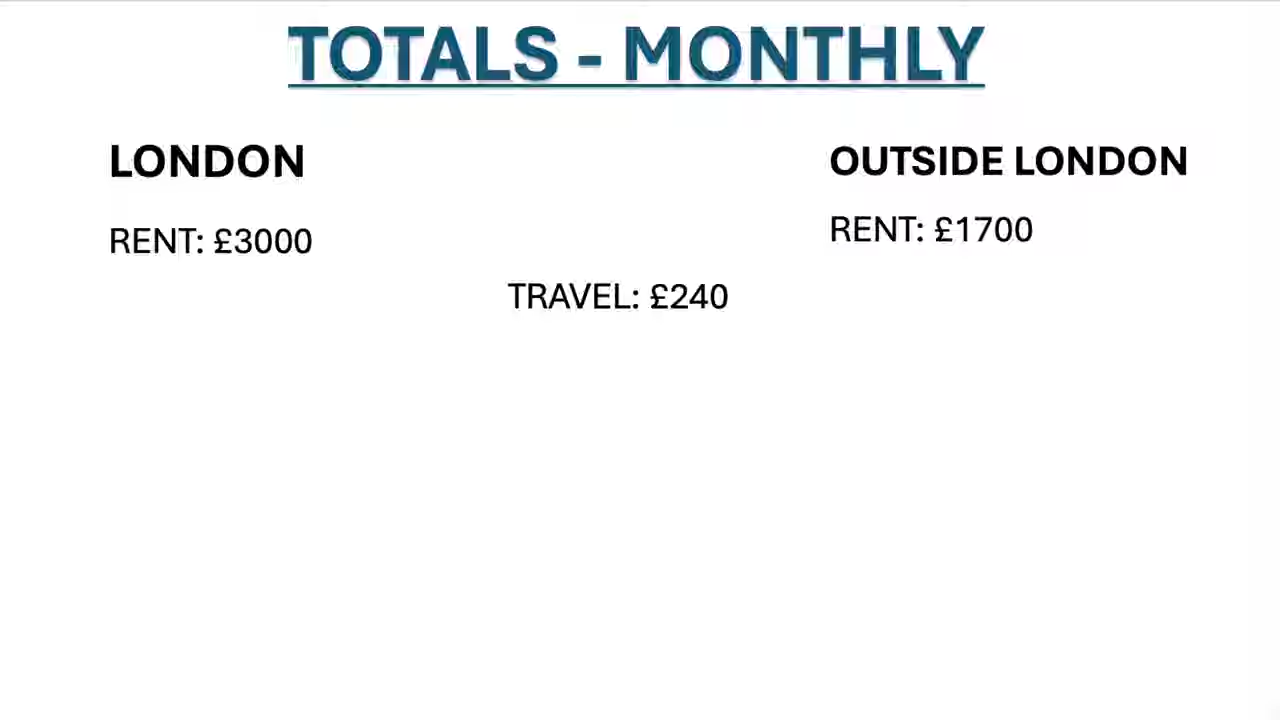 TOTALS - MONTHLY
LONDON
RENT: £3000
OUTSIDE LONDON
RENT: £1700
TRAVEL: £240